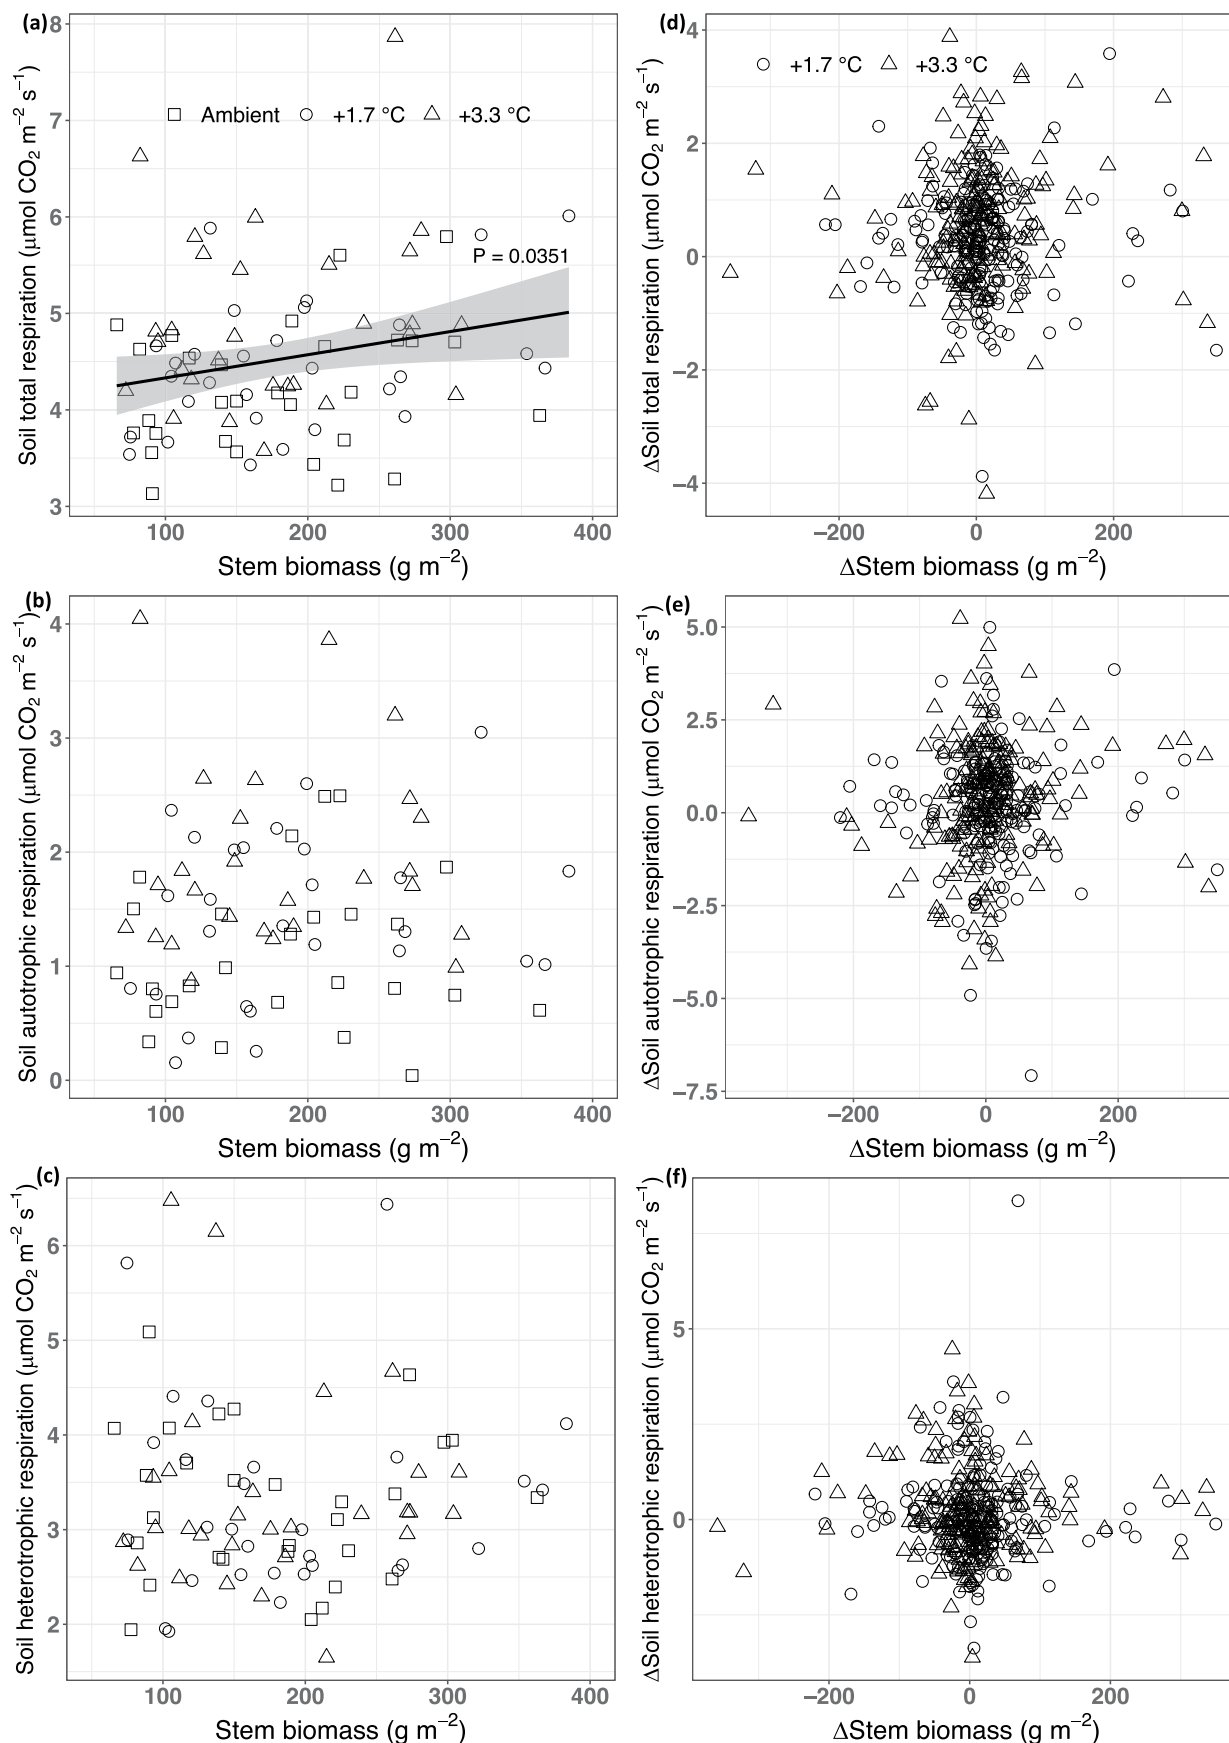 (a)
Soil total respiration (μmol CO₂ m⁻² s⁻¹)
8
7
6
5
4
3
Ambient +1.7 °C +3.3 °C
P = 0.0351
100 200 300 400
Stem biomass (g m⁻²)
(d)
ΔSoil total respiration (μmol CO₂ m⁻² s⁻¹)
4
2
0
−2
−4
+1.7 °C +3.3 °C
−200 0 200
ΔStem biomass (g m⁻²)
(b)
Soil autotrophic respiration (μmol CO₂ m⁻² s⁻¹)
4
3
2
1
0
100 200 300 400
Stem biomass (g m⁻²)
(e)
ΔSoil autotrophic respiration (μmol CO₂ m⁻² s⁻¹)
5.0
2.5
0.0
−2.5
−5.0
−7.5
−200 0 200
ΔStem biomass (g m⁻²)
(c)
Soil heterotrophic respiration (μmol CO₂ m⁻² s⁻¹)
6
5
4
3
2
100 200 300 400
Stem biomass (g m⁻²)
(f)
ΔSoil heterotrophic respiration (μmol CO₂ m⁻² s⁻¹)
5
0
−200 0 200
ΔStem biomass (g m⁻²)